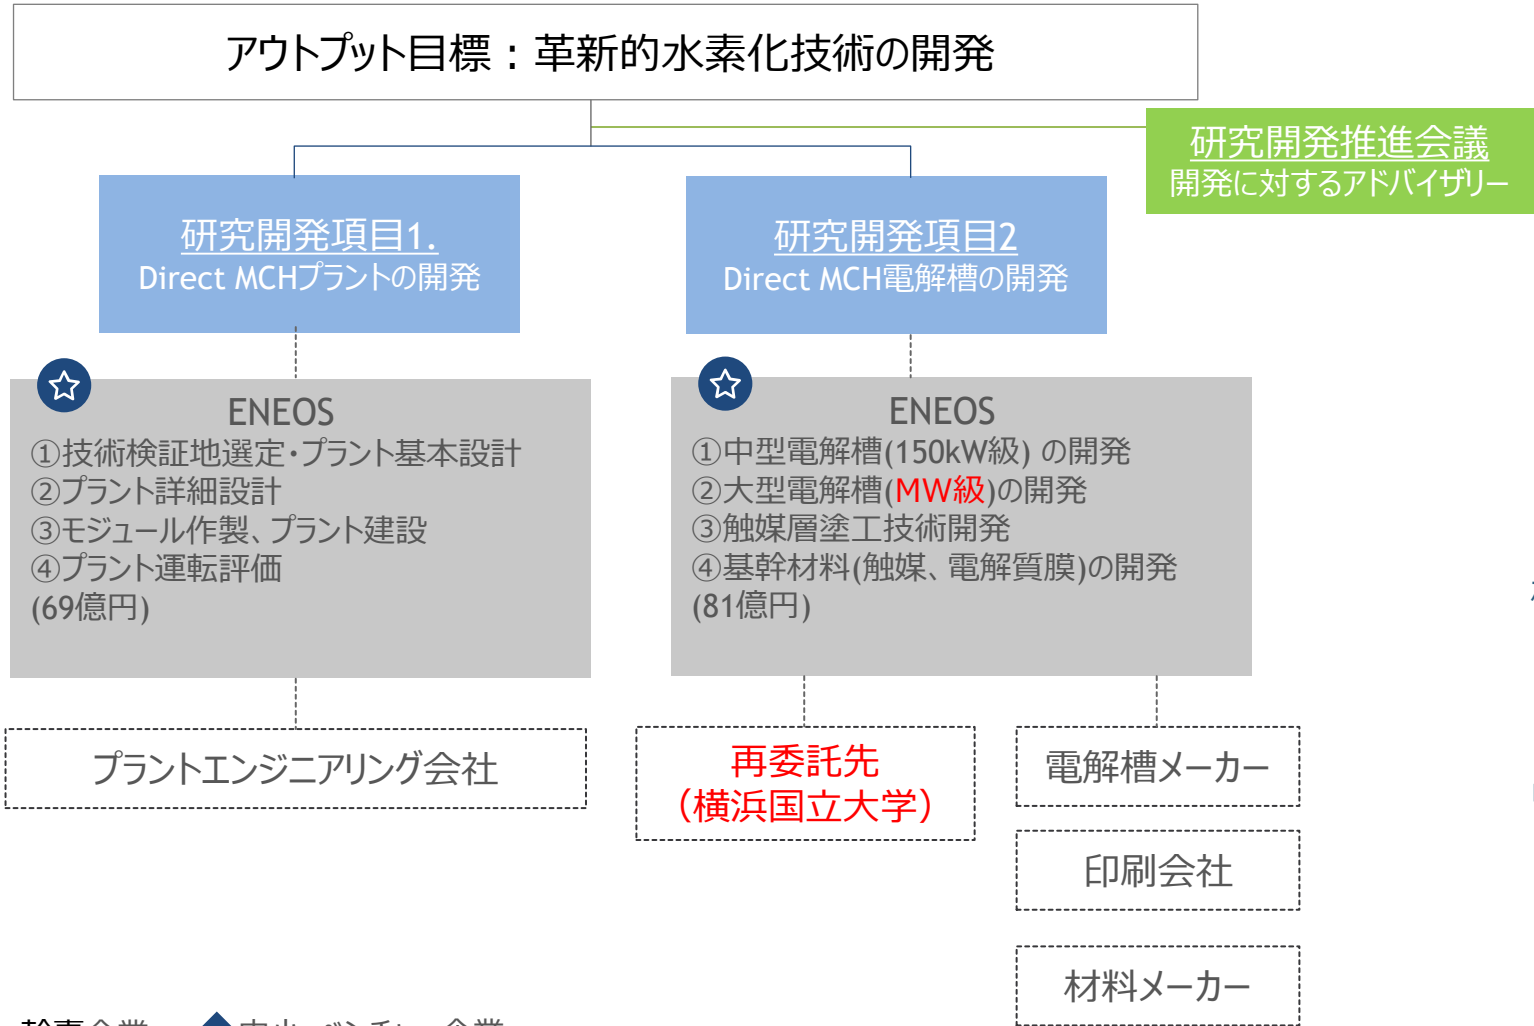 アウトプット目標：革新的水素化技術の開発
研究開発推進会議
開発に対するアドバイザリー
研究開発項目1.
Direct MCHプラントの開発
研究開発項目2
Direct MCH電解槽の開発
ENEOS
①技術検証地選定・プラント基本設計
②プラント詳細設計
③モジュール作製、プラント建設
④プラント運転評価
(69億円)
ENEOS
①中型電解槽(150kW級) の開発
②大型電解槽(MW級)の開発
③触媒層塗工技術開発
④基幹材料(触媒、電解質膜)の開発
(81億円)
プラントエンジニアリング会社
再委託先
（横浜国立大学）
電解槽メーカー
印刷会社
材料メーカー